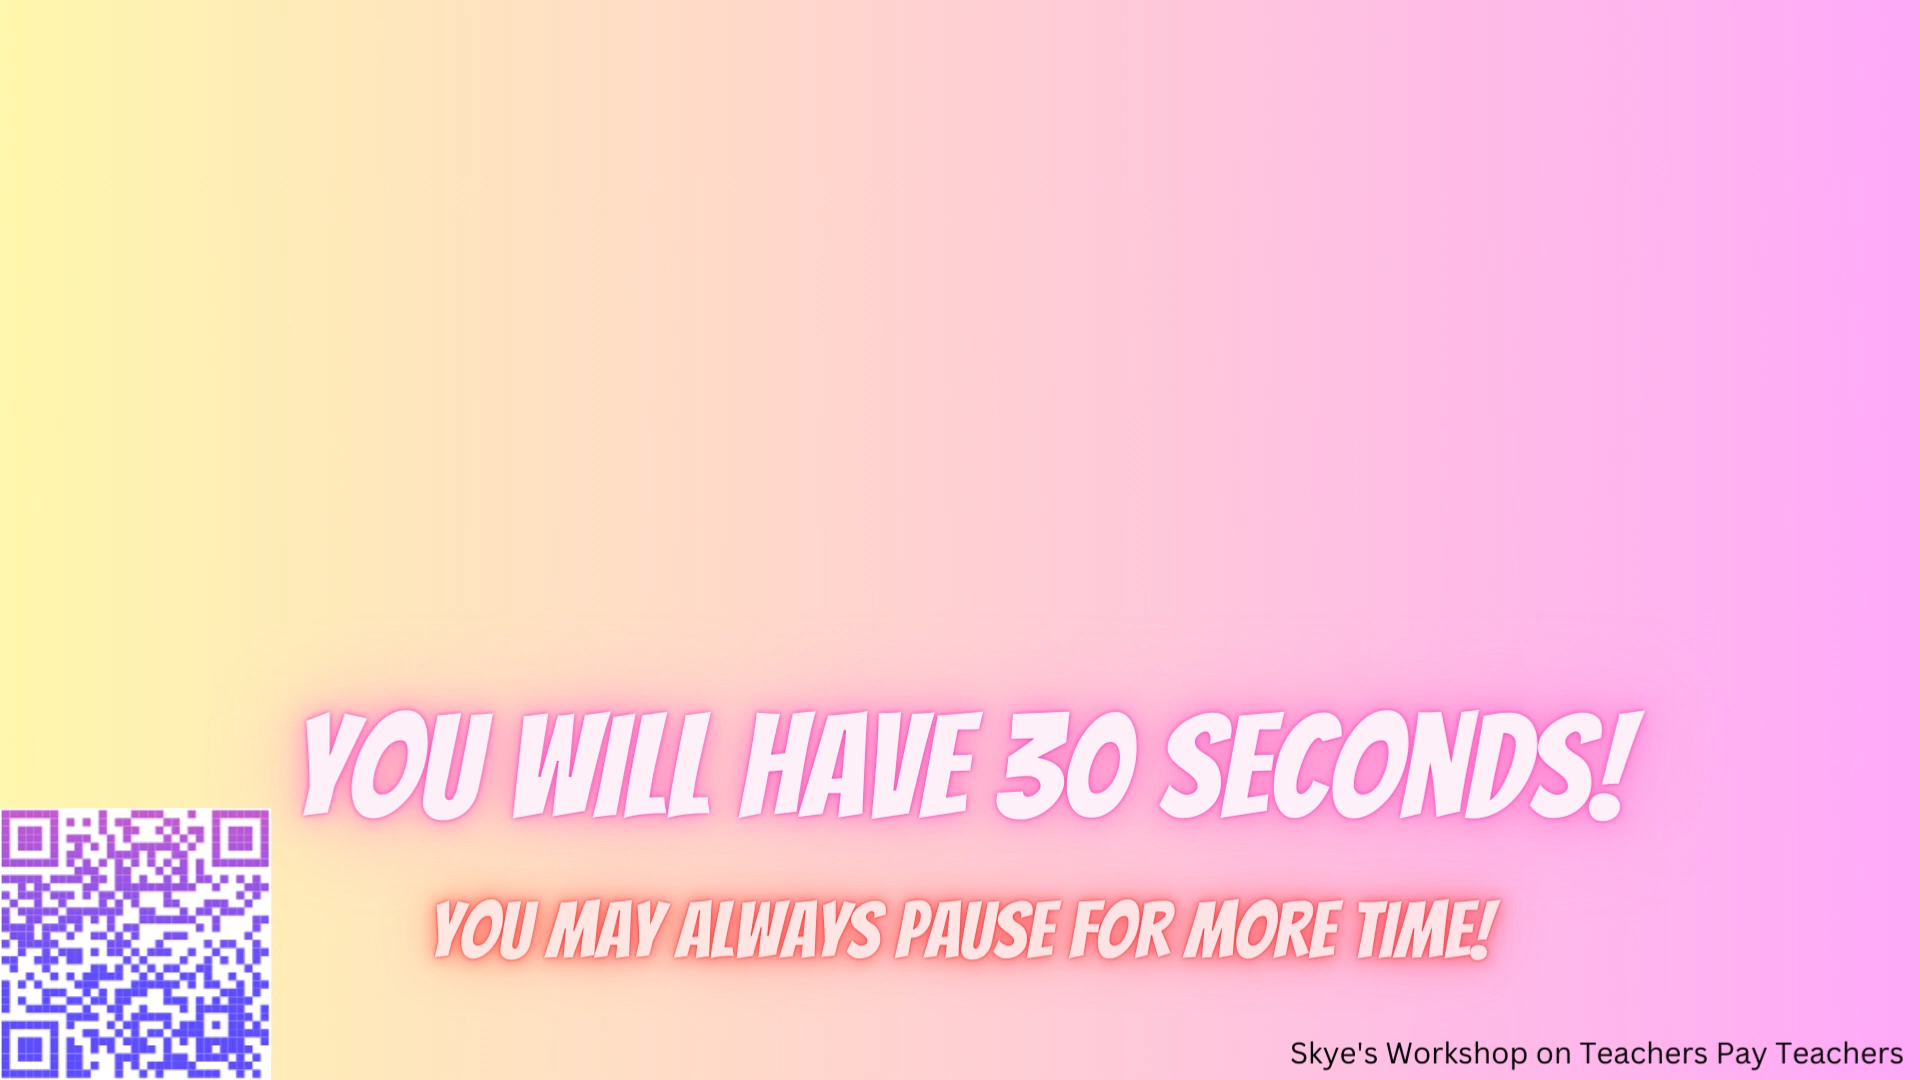 YOU WILL HAVE 30 SECONDS!
YOU MAY ALWAYS PAUSE FOR MORE TIME!
Skye's Workshop on Teachers Pay Teachers